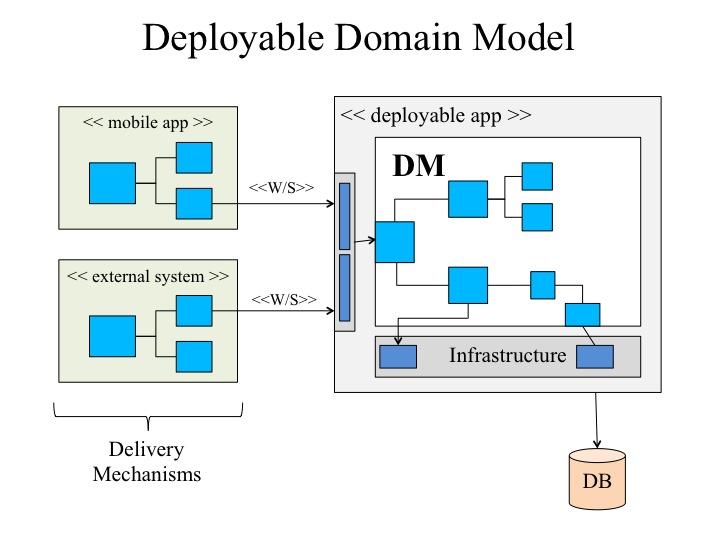 Deployable Domain Model
<< mobile app >>
<<W/S>>
<< external system >>
<<W/S>>
Delivery
Mechanisms
<< deployable app >>
DM
Infrastructure
DB